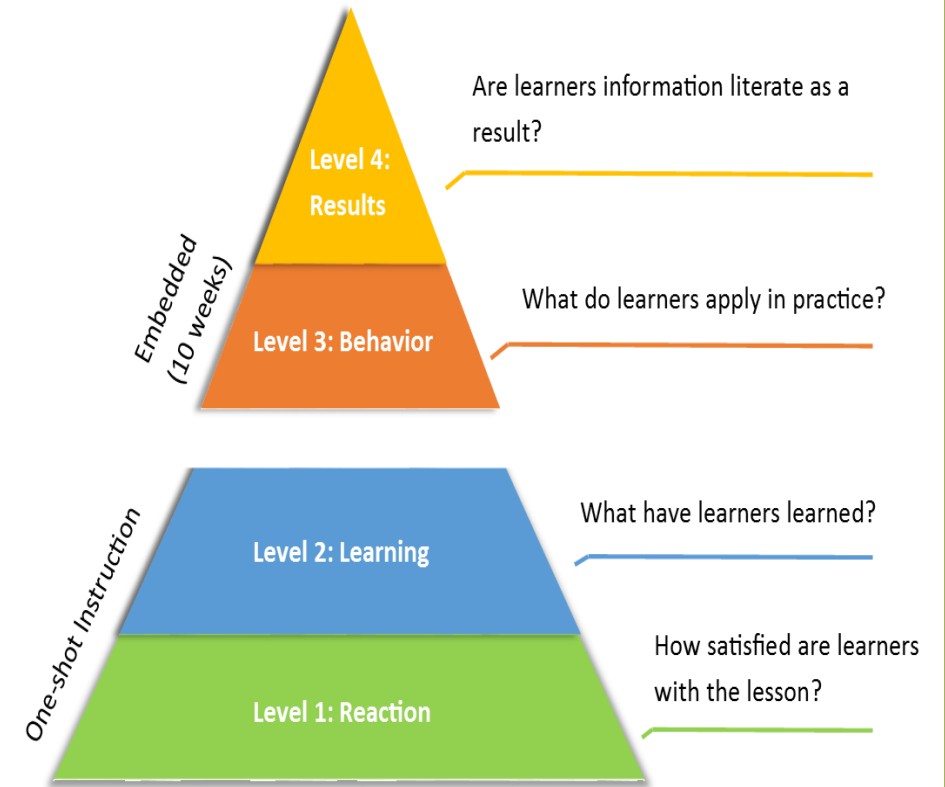 Are learners information literate as a
result?
Level 4:
Results
Embedded
(10 weeks)
What do learners apply in practice?
Level 3: Behavior
What have learners learned?
One-shot Instruction
Level 2: Learning
How satisfied are learners
with the lesson?
Level 1: Reaction